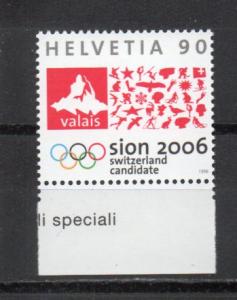 HELVETIA 90
valais
sion 2006
switzerland
candidate
1998
li speciali